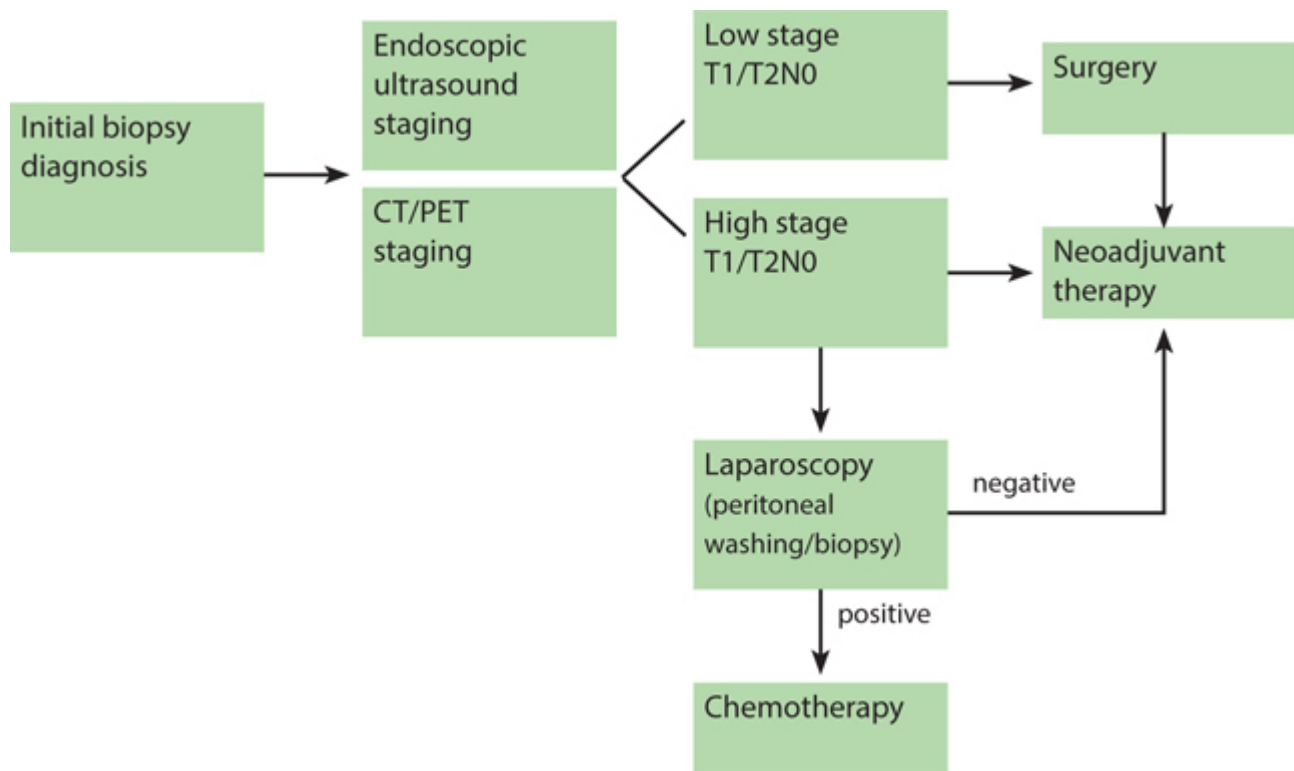 Initial biopsy
diagnosis
Endoscopic
ultrasound
staging
CT/PET
staging
Low stage
T1/T2N0
High stage
T1/T2N0
Surgery
Neoadjuvant
therapy
Laparoscopy
(peritoneal
washing/biopsy)
negative
positive
Chemotherapy